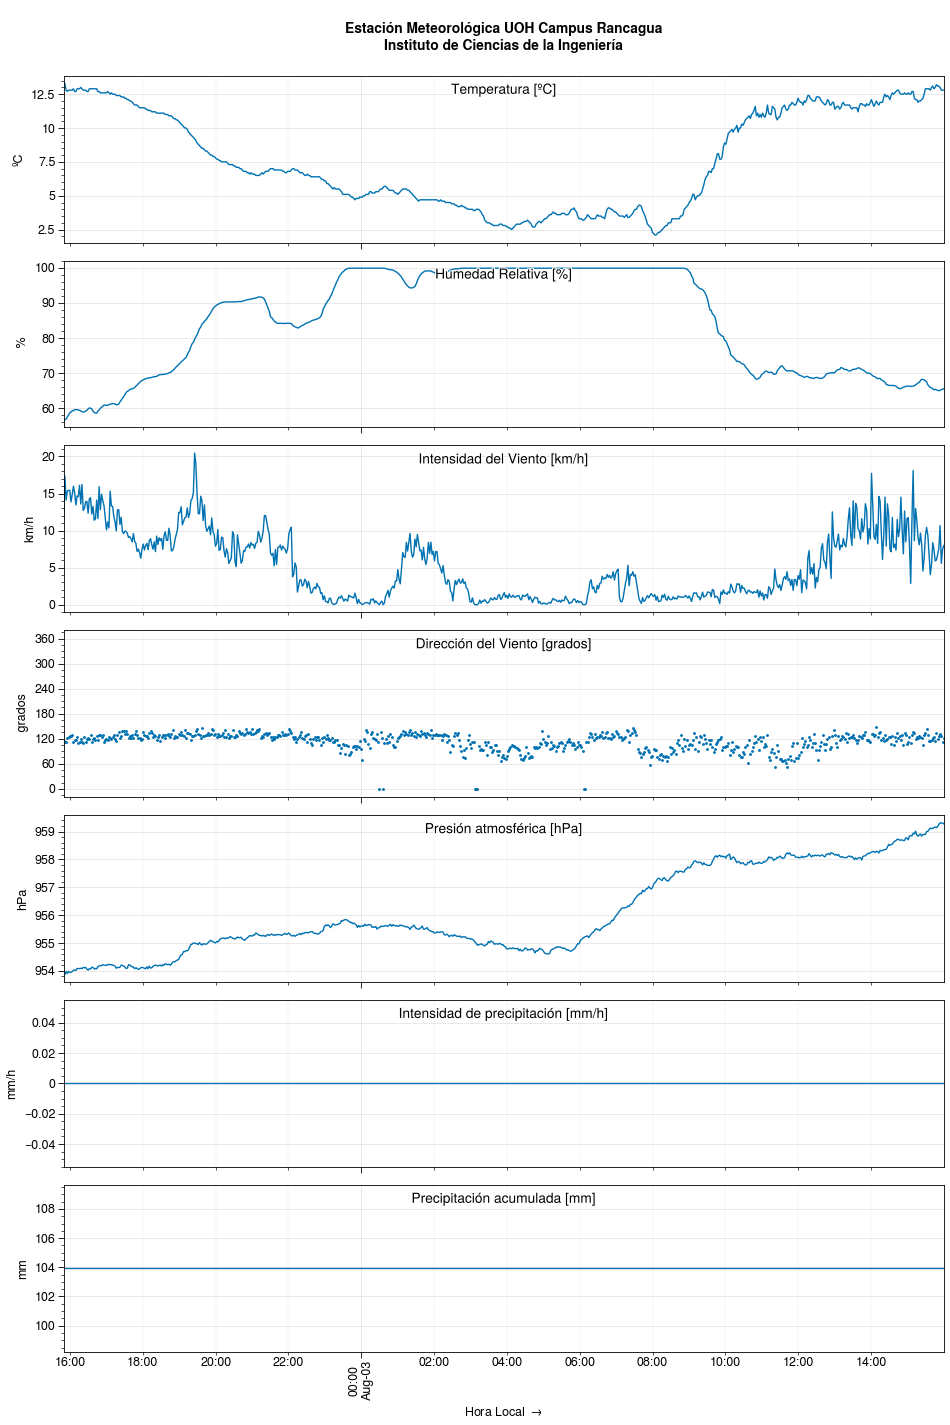 Estación Meteorológica UOH Campus Rancagua
Instituto de Ciencias de la Ingeniería
Temperatura [ºC]
ºC
12.5
10
7.5
5
2.5
Humedad Relativa [%]
%
100
90
80
70
60
Intensidad del Viento [km/h]
km/h
20
15
10
5
0
Dirección del Viento [grados]
grados
360
300
240
180
120
60
0
Presión atmosférica [hPa]
hPa
959
958
957
956
955
954
Intensidad de precipitación [mm/h]
mm/h
0.04
0.02
0
−0.02
−0.04
Precipitación acumulada [mm]
mm
108
106
104
102
100
16:00 18:00 20:00 22:00 00:00 02:00 04:00 06:00 08:00 10:00 12:00 14:00
Aug-03
Hora Local →